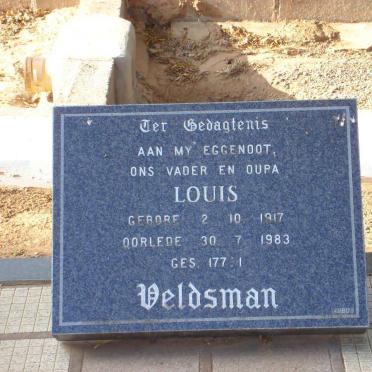 Ter Gedagtenis
AAN MY EGGENOOT,
ONS VADER EN OUPA
LOUIS
GEBORE 2 10 1917
OORLEDE 30 7 1983
GES. 177:1
Veldsman